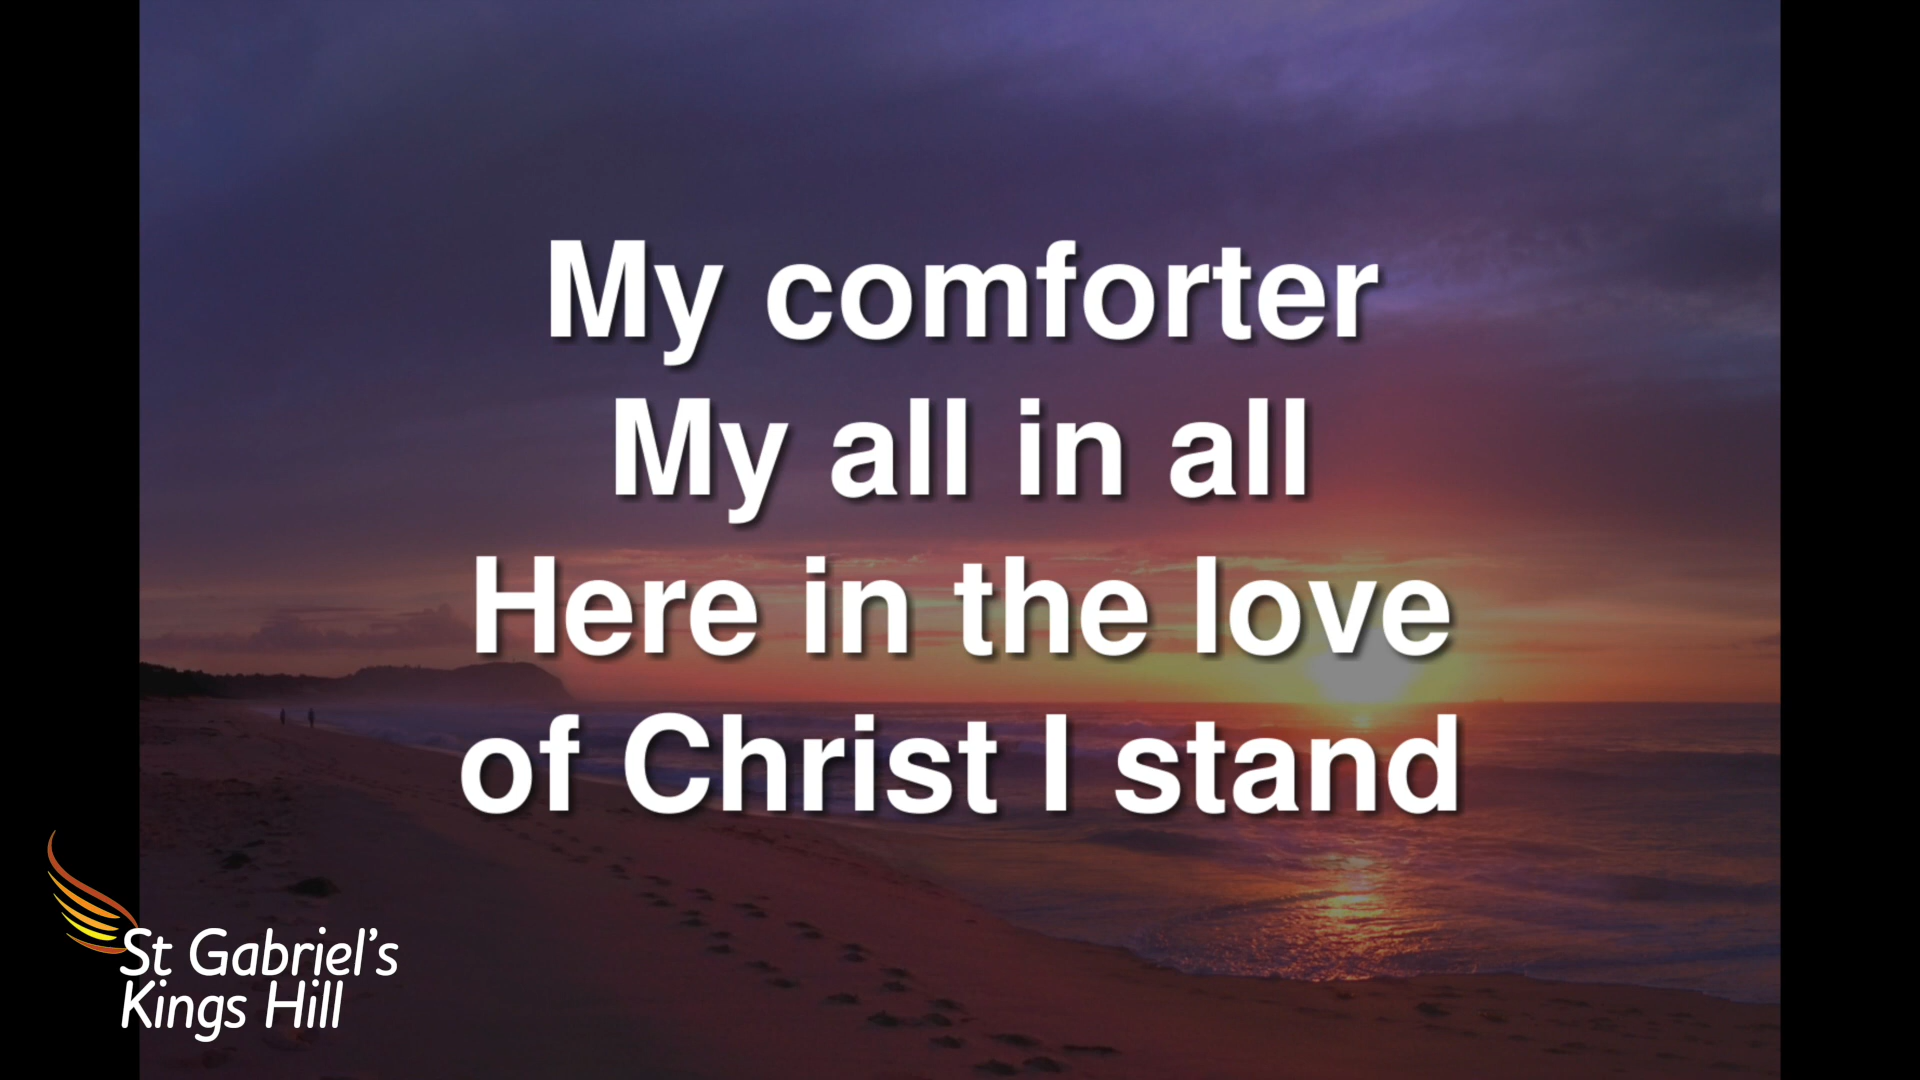 My comforter
My all in all
Here in the love
of Christ I stand
St Gabriel’s
Kings Hill